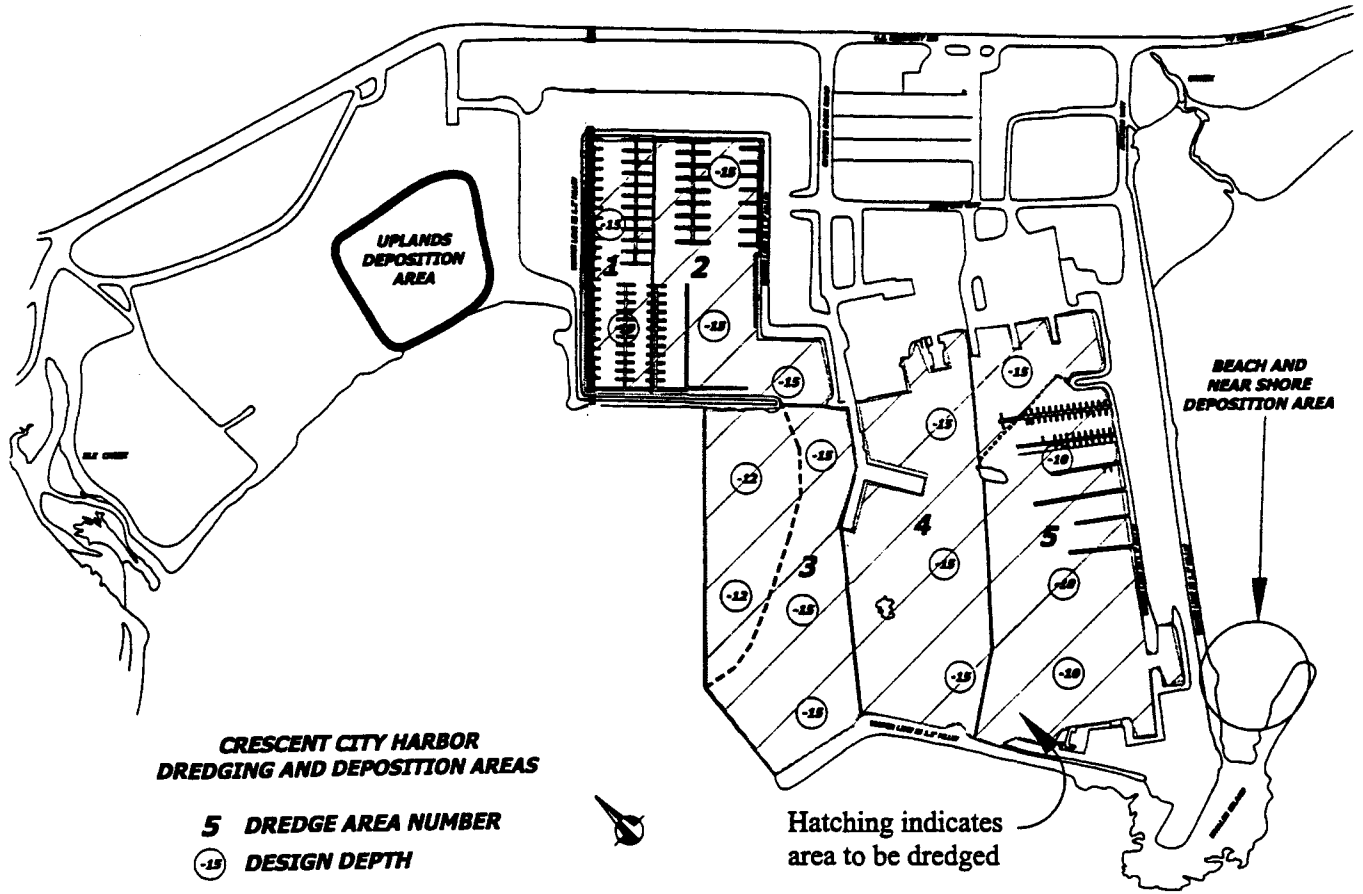 UPLANDS
DEPOSITION
AREA
-15
-15
1
2
-15
-15
BEACH AND
NEAR SHORE
DEPOSITION AREA
-15
-15
-15
-12
-10
ELK CREEK
4
5
3
-15
-10
-12
-15
-15
-10
-15
CRESCENT CITY HARBOR
DREDGING AND DEPOSITION AREAS
5 DREDGE AREA NUMBER
-15 DESIGN DEPTH
Hatching indicates
area to be dredged